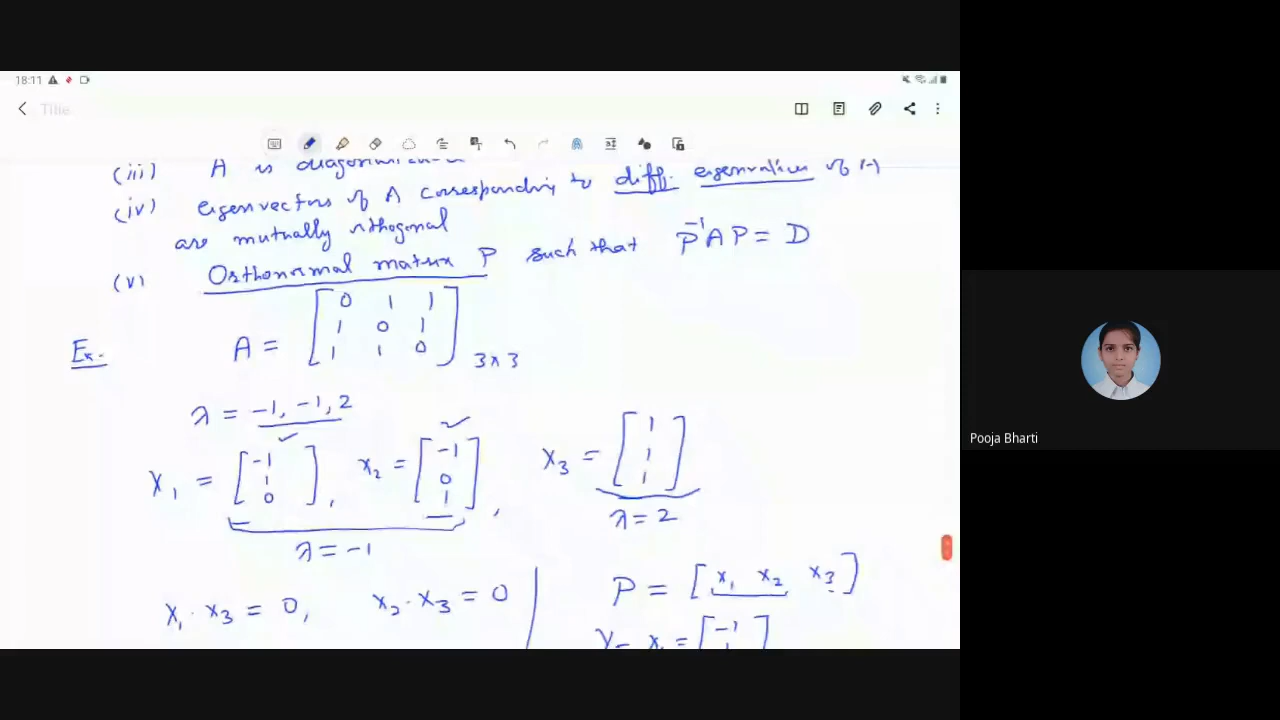 18:11
Title
(iii) A is
(iv) eigenvectors of A corresponding to diff. eigenvalues of A
are mutually orthogonal
(v) Orthonormal matrix P such that P⁻¹AP = D
Ex. A = [0 1 1; 1 0 1; 1 1 0] 3×3
λ = -1, -1, 2
X₁ = [-1; 1; 0], X₂ = [-1; 0; 1], X₃ = [1; 1; 1]
λ = -1 λ = 2
X₁ · X₃ = 0, X₂ · X₃ = 0
P = [X₁ X₂ X₃]
X₁ = [-1
Pooja Bharti